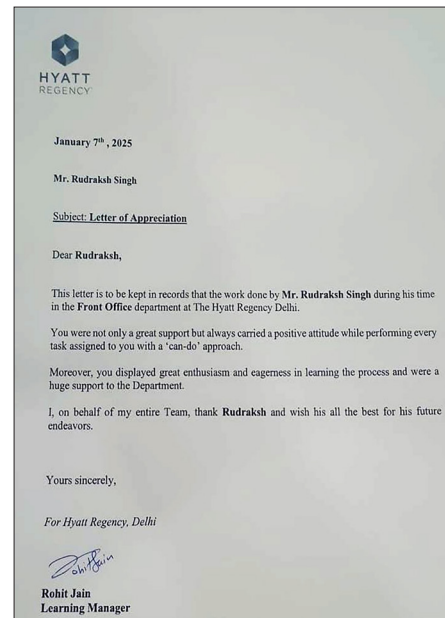 HYATT
REGENCY
January 7th , 2025
Mr. Rudraksh Singh
Subject: Letter of Appreciation
Dear Rudraksh,
This letter is to be kept in records that the work done by Mr. Rudraksh Singh during his time
in the Front Office department at The Hyatt Regency Delhi.
You were not only a great support but always carried a positive attitude while performing every
task assigned to you with a ‘can-do’ approach.
Moreover, you displayed great enthusiasm and eagerness in learning the process and were a
huge support to the Department.
I, on behalf of my entire Team, thank Rudraksh and wish his all the best for his future
endeavors.
Yours sincerely,
For Hyatt Regency, Delhi
Rohit Jain
Rohit Jain
Learning Manager